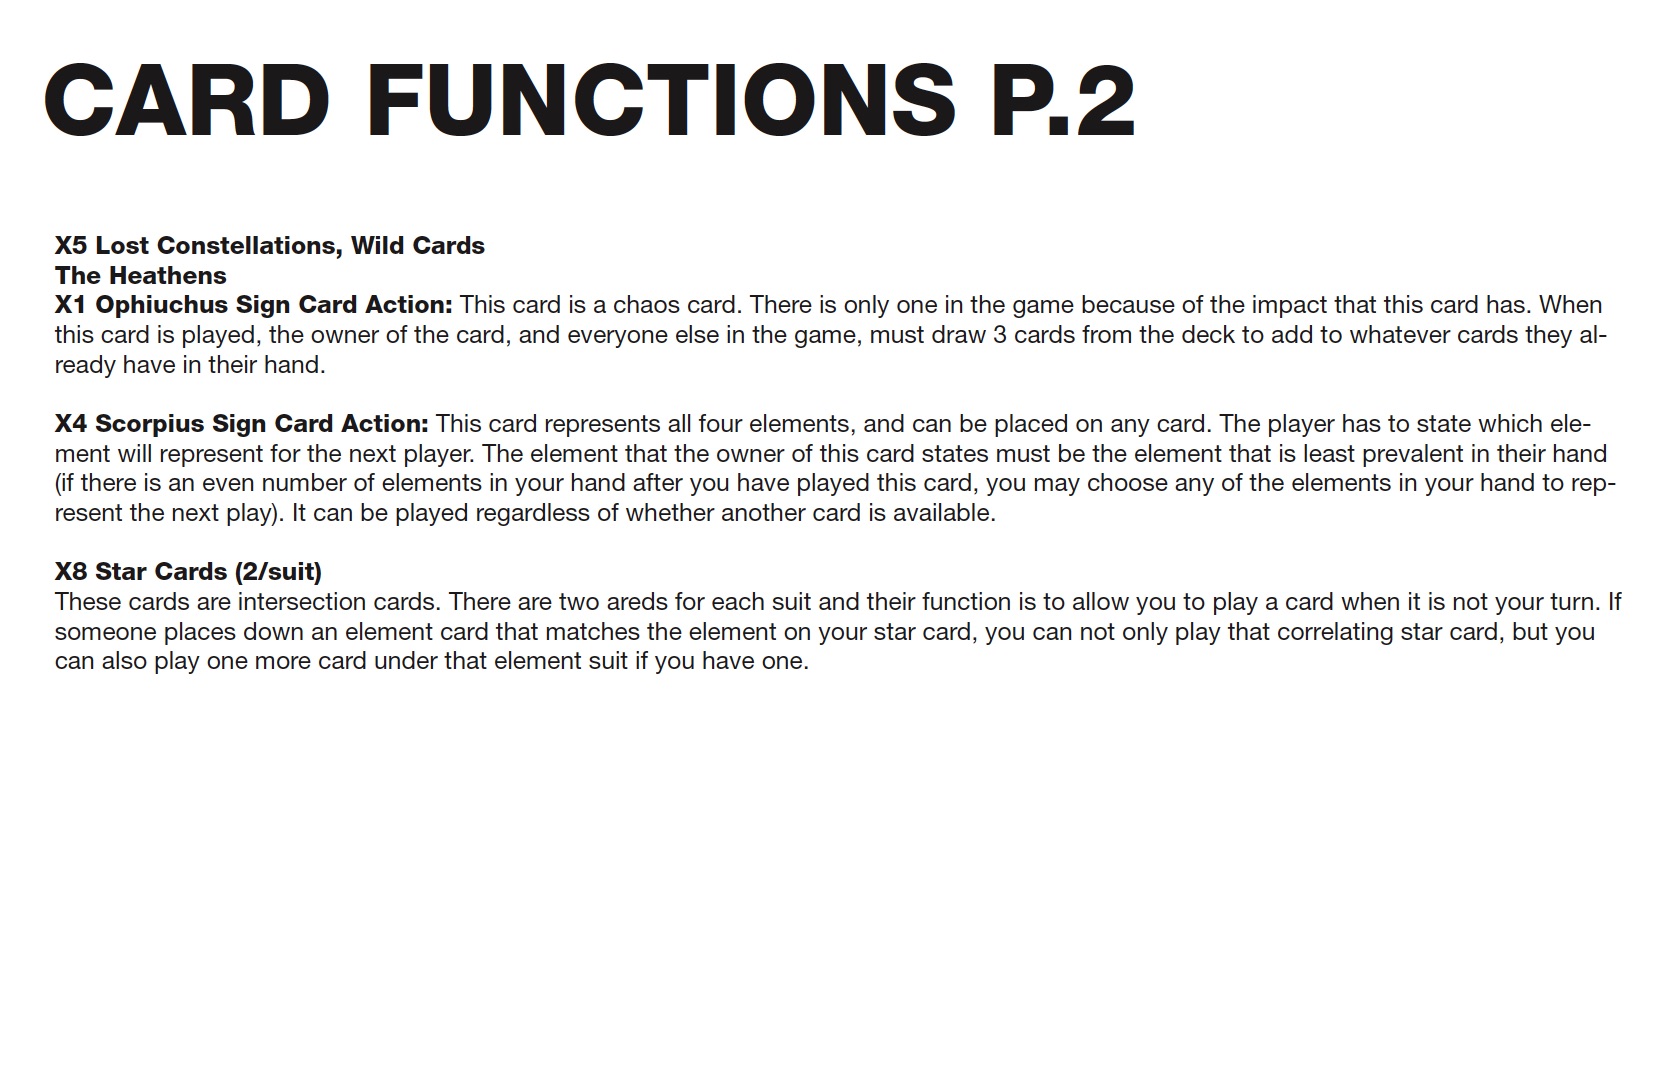 CARD FUNCTIONS P.2
X5 Lost Constellations, Wild Cards
The Heathens
X1 Ophiuchus Sign Card Action: This card is a chaos card. There is only one in the game because of the impact that this card has. When
this card is played, the owner of the card, and everyone else in the game, must draw 3 cards from the deck to add to whatever cards they al-
ready have in their hand.
X4 Scorpius Sign Card Action: This card represents all four elements, and can be placed on any card. The player has to state which ele-
ment will represent for the next player. The element that the owner of this card states must be the element that is least prevalent in their hand
(if there is an even number of elements in your hand after you have played this card, you may choose any of the elements in your hand to rep-
resent the next play). It can be played regardless of whether another card is available.
X8 Star Cards (2/suit)
These cards are intersection cards. There are two areds for each suit and their function is to allow you to play a card when it is not your turn. If
someone places down an element card that matches the element on your star card, you can not only play that correlating star card, but you
can also play one more card under that element suit if you have one.